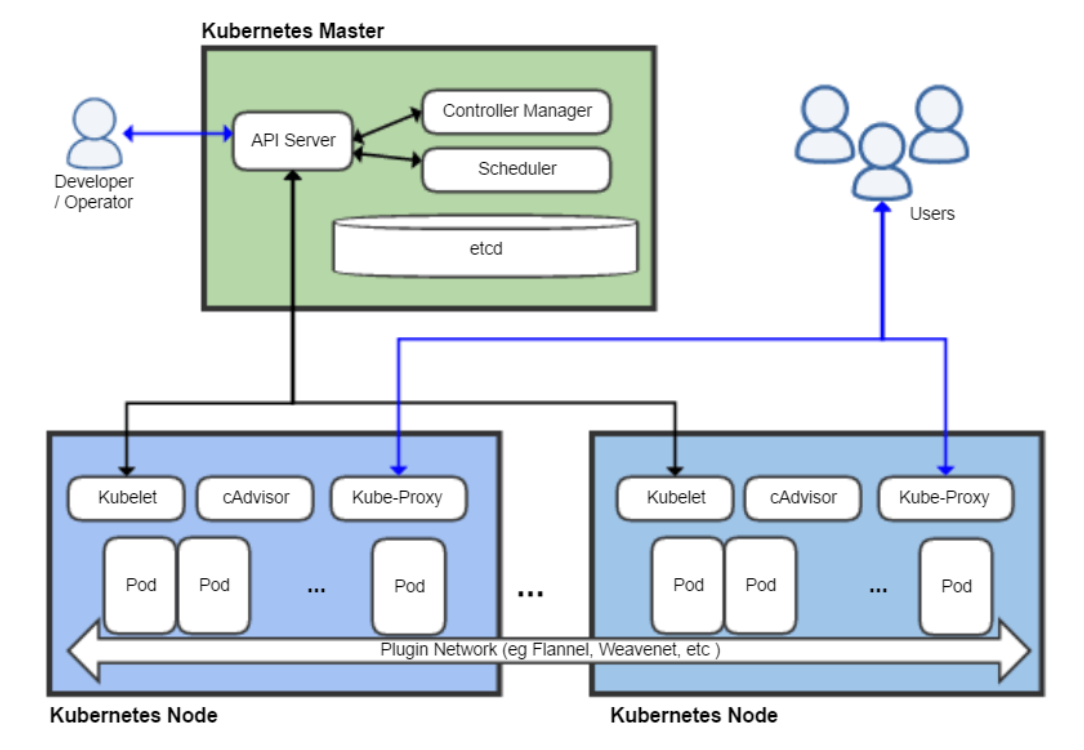 Kubernetes Master
Controller Manager
API Server
Scheduler
Developer
/ Operator
Users
etcd
Kubelet
cAdvisor
Kube-Proxy
Kubelet
cAdvisor
Kube-Proxy
Pod
Pod
...
Pod
...
Pod
Pod
...
Pod
Plugin Network (eg Flannel, Weavenet, etc )
Kubernetes Node
Kubernetes Node